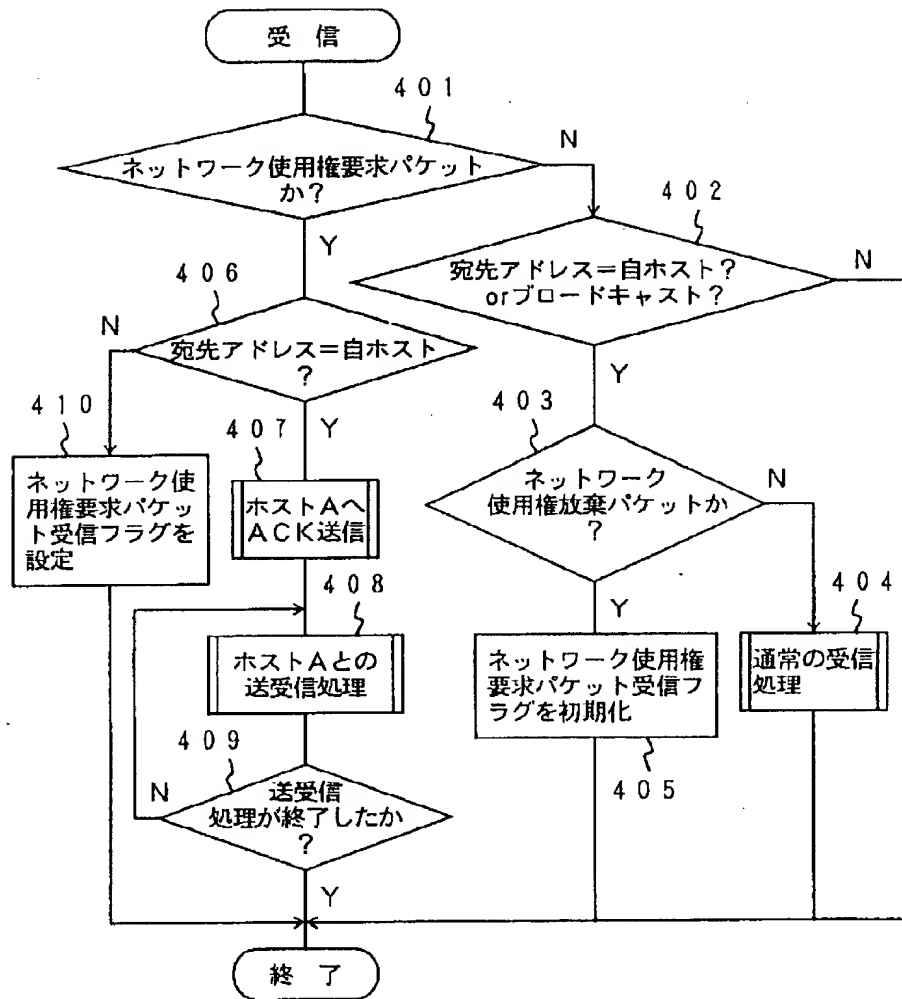 受 信
401
ネットワーク使用権要求パケット
か?
N
Y
402
宛先アドレス=自ホスト?
orブロードキャスト?
N
Y
406
宛先アドレス=自ホスト
?
N
Y
410
ネットワーク使
用権要求パケッ
ト受信フラグを
設定
407
ホストAへ
ACK送信
403
ネットワーク
使用権放棄パケットか
?
N
Y
408
ホストAとの
送受信処理
404
通常の受信
処理
ネットワーク使用権
要求パケット受信フ
ラグを初期化
405
409
送受信
処理が終了したか
?
N
Y
終 了